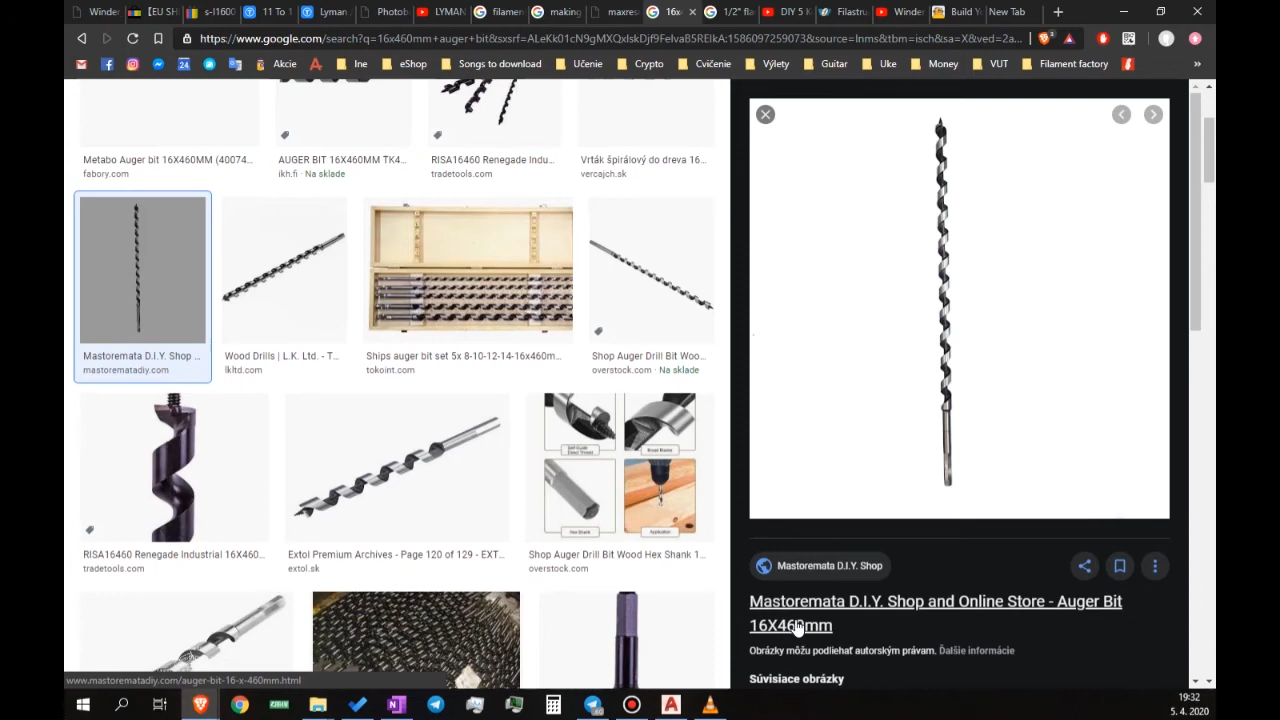 Winder
【EU SH
s-l1600
11 To 1
Lyman
Photob
LYMAN
filamen
making
maxres
16x
1/2" fla
DIY 5 K
Filastru
Winde
Build Y
New Tab
https://www.google.com/search?q=16x460mm+auger+bit&sxsrf=ALeKk01cN9gMXQxlskDjf9FelvaB5REIkA:1586097259073&source=lnms&tbm=isch&sa=X&ved=2a...
Akcie
Ine
eShop
Songs to download
Učenie
Crypto
Cvičenie
Výlety
Guitar
Uke
Money
VUT
Filament factory
»
Metabo Auger bit 16X460MM (40074...
fabory.com
AUGER BIT 16X460MM TK4...
ikh.fi · Na sklade
RISA16460 Renegade Indu...
tradetools.com
Vrták špirálový do dreva 16...
vercajch.sk
Mastoremata D.I.Y. Shop ...
mastorematadiy.com
Wood Drills | L.K. Ltd. - T...
lkltd.com
Ships auger bit set 5x 8-10-12-14-16x460m...
tokoint.com
Shop Auger Drill Bit Woo...
overstock.com · Na sklade
RISA16460 Renegade Industrial 16X460...
tradetools.com
Extol Premium Archives - Page 120 of 129 - EXT...
extol.sk
Hex Shank
Application
Shop Auger Drill Bit Wood Hex Shank 1...
overstock.com
Mastoremata D.I.Y. Shop
Mastoremata D.I.Y. Shop and Online Store - Auger Bit
16X460mm
Obrázky môžu podliehať autorským právam. Ďalšie informácie
Súvisiace obrázky
www.mastorematadiy.com/auger-bit-16-x-460mm.html
19:32
5. 4. 2020